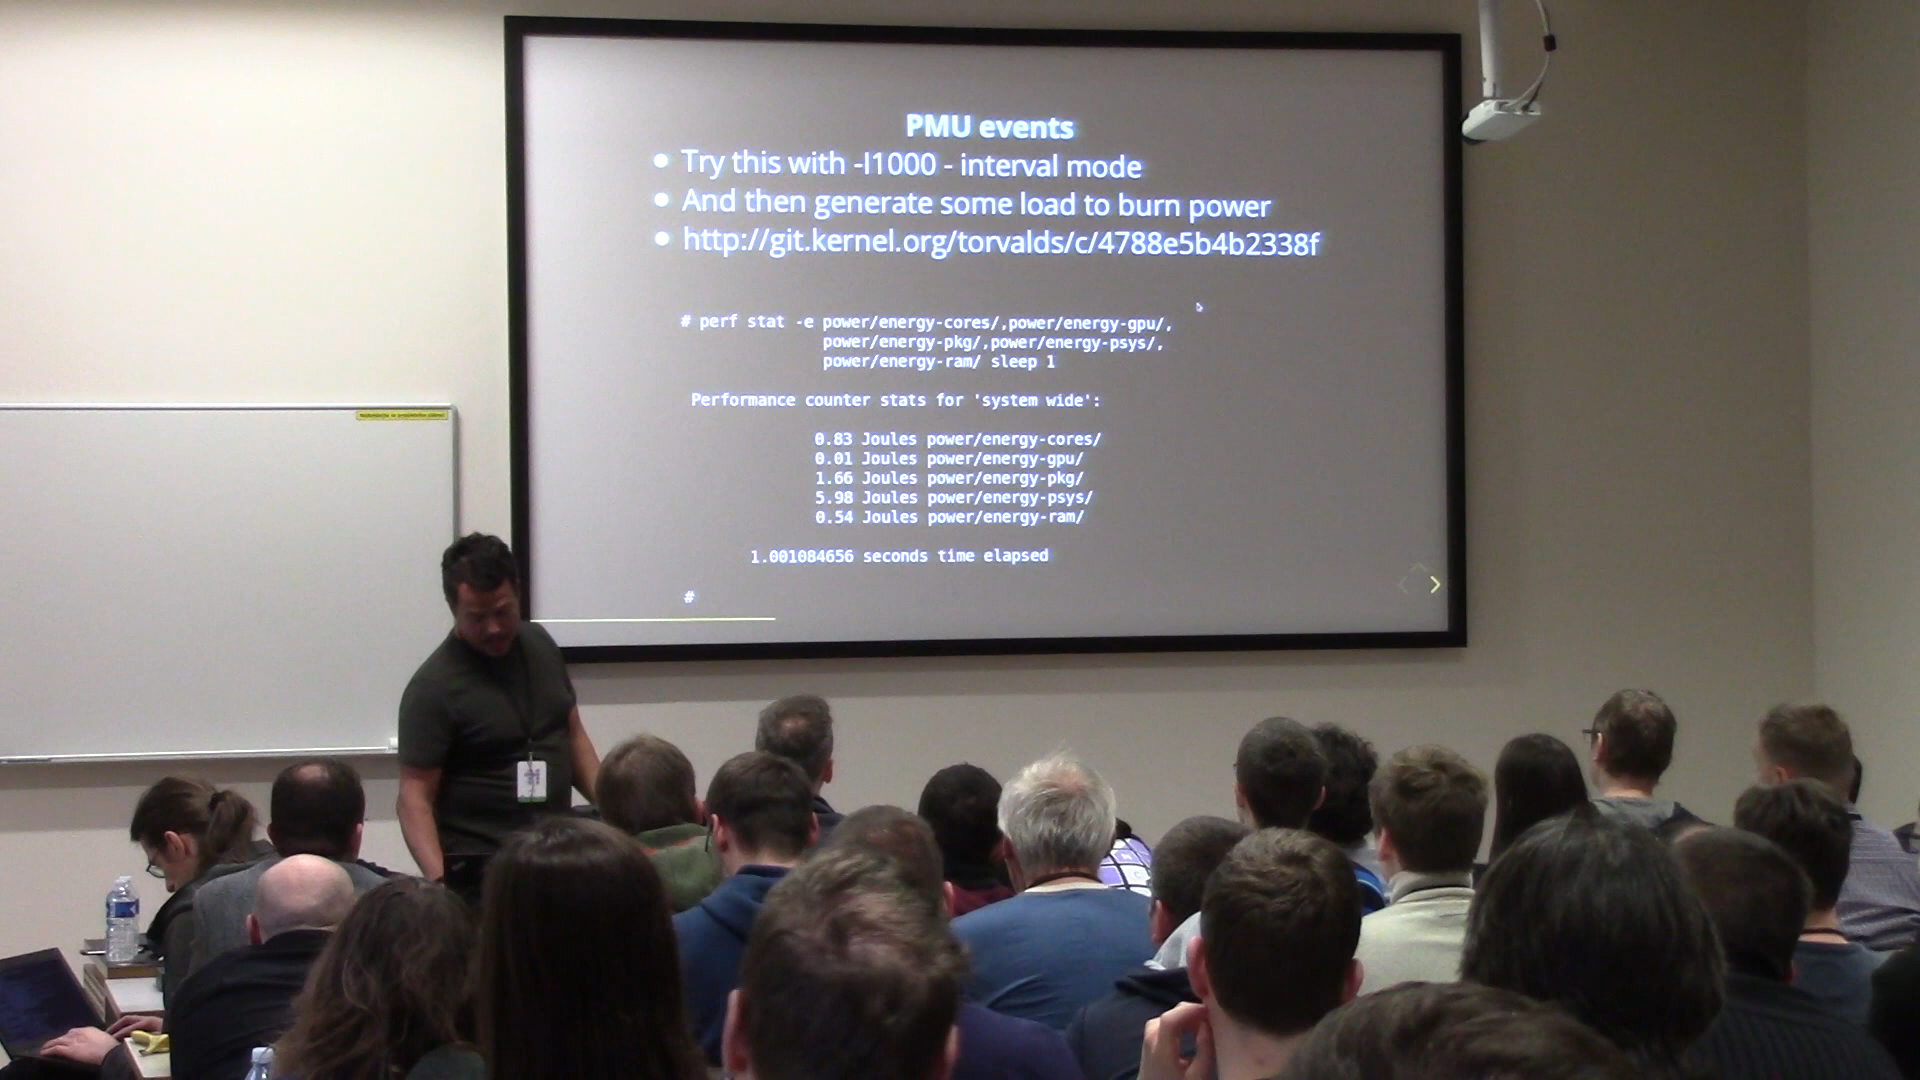 PMU events
• Try this with -I1000 - interval mode
• And then generate some load to burn power
• http://git.kernel.org/torvalds/c/4788e5b4b2338f
# perf stat -e power/energy-cores/,power/energy-gpu/,
power/energy-pkg/,power/energy-psys/,
power/energy-ram/ sleep 1
Performance counter stats for 'system wide':
0.83 Joules power/energy-cores/
0.01 Joules power/energy-gpu/
1.66 Joules power/energy-pkg/
5.98 Joules power/energy-psys/
0.54 Joules power/energy-ram/
1.001084656 seconds time elapsed
#